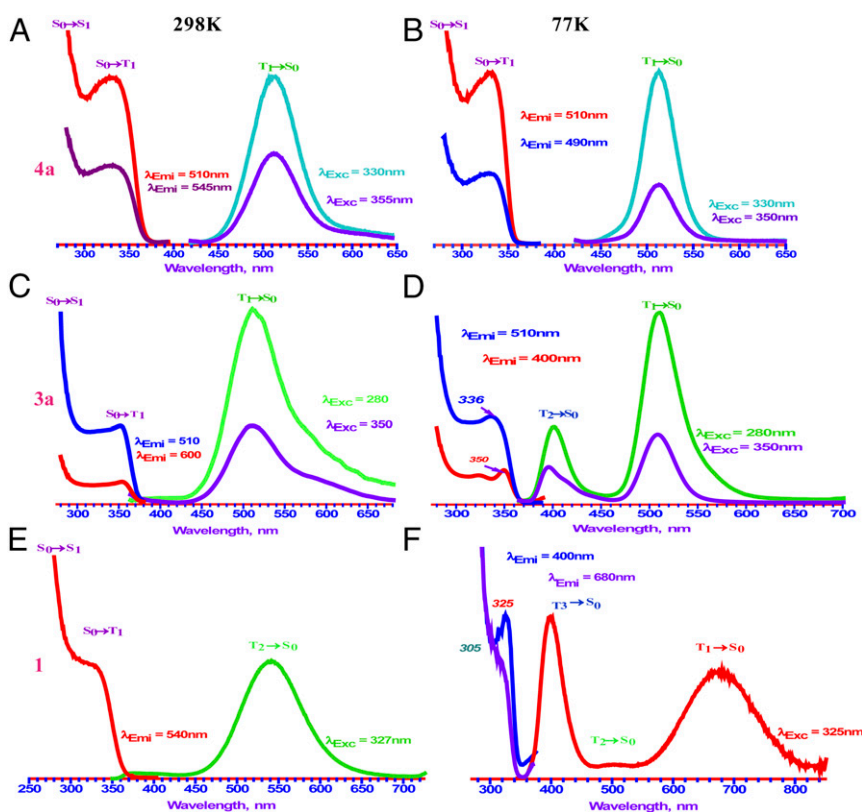 A
298K
B
77K
S0→S1
S0→T1
T1→S0
S0→S1
S0→T1
T1→S0
4a
λEmi = 510nm
λEmi = 545nm
λExc = 330nm
λExc = 355nm
λEmi = 510nm
λEmi = 490nm
λExc = 330nm
λExc = 350nm
300 350 400 450 500 550 600 650
Wavelength, nm
300 350 400 450 500 550 600 650
Wavelength, nm
C
S0→S1
S0→T1
T1→S0
D
T1→S0
3a
λEmi = 510
λEmi = 600
λExc = 280
λExc = 350
λEmi = 510nm
λEmi = 400nm
336
350
T2→S0
λExc = 280nm
λExc = 350nm
300 350 400 450 500 550 600 650
Wavelength, nm
300 350 400 450 500 550 600 650 700
Wavelength, nm
E
S0→S1
S0→T1
T2→S0
F
λEmi = 400nm
λEmi = 680nm
325
305
T3→S0
T1→S0
T2→S0
1
λEmi = 540nm
λExc = 327nm
λExc = 325nm
250 300 350 400 450 500 550 600 650 700
Wavelength, nm
300 400 500 600 700 800
Wavelength, nm